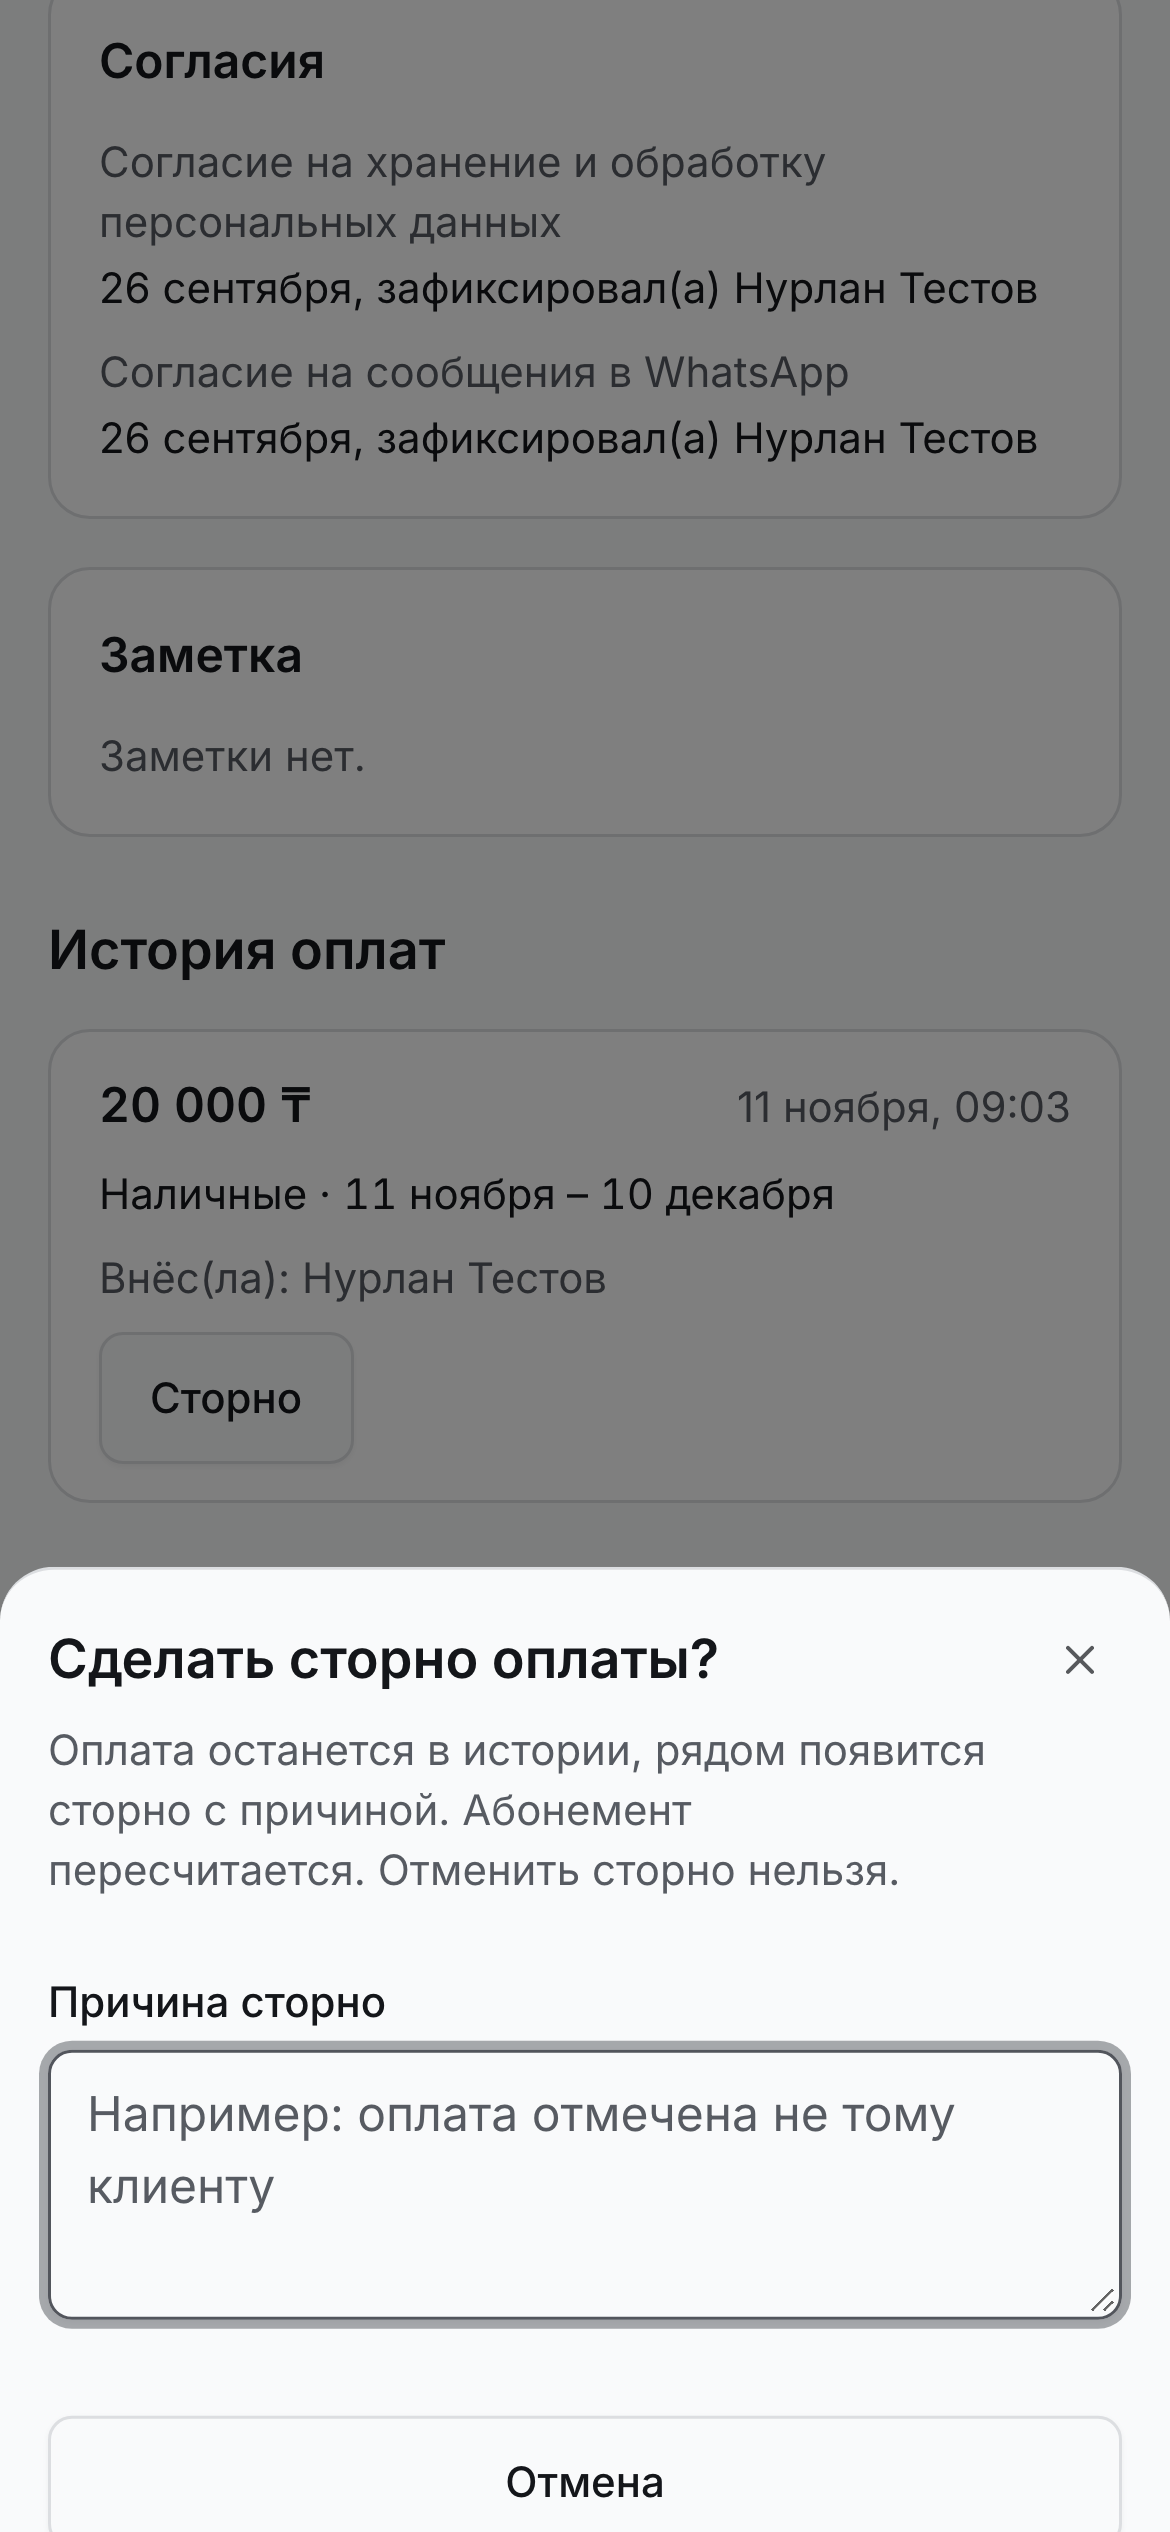 Согласия
Согласие на хранение и обработку
персональных данных
26 сентября, зафиксировал(а) Нурлан Тестов
Согласие на сообщения в WhatsApp
26 сентября, зафиксировал(а) Нурлан Тестов
Заметка
Заметки нет.
История оплат
20 000 ₸
11 ноября, 09:03
Наличные · 11 ноября – 10 декабря
Внёс(ла): Нурлан Тестов
Сторно
Сделать сторно оплаты?
Оплата останется в истории, рядом появится
сторно с причиной. Абонемент
пересчитается. Отменить сторно нельзя.
Причина сторно
Например: оплата отмечена не тому
клиенту
Отмена